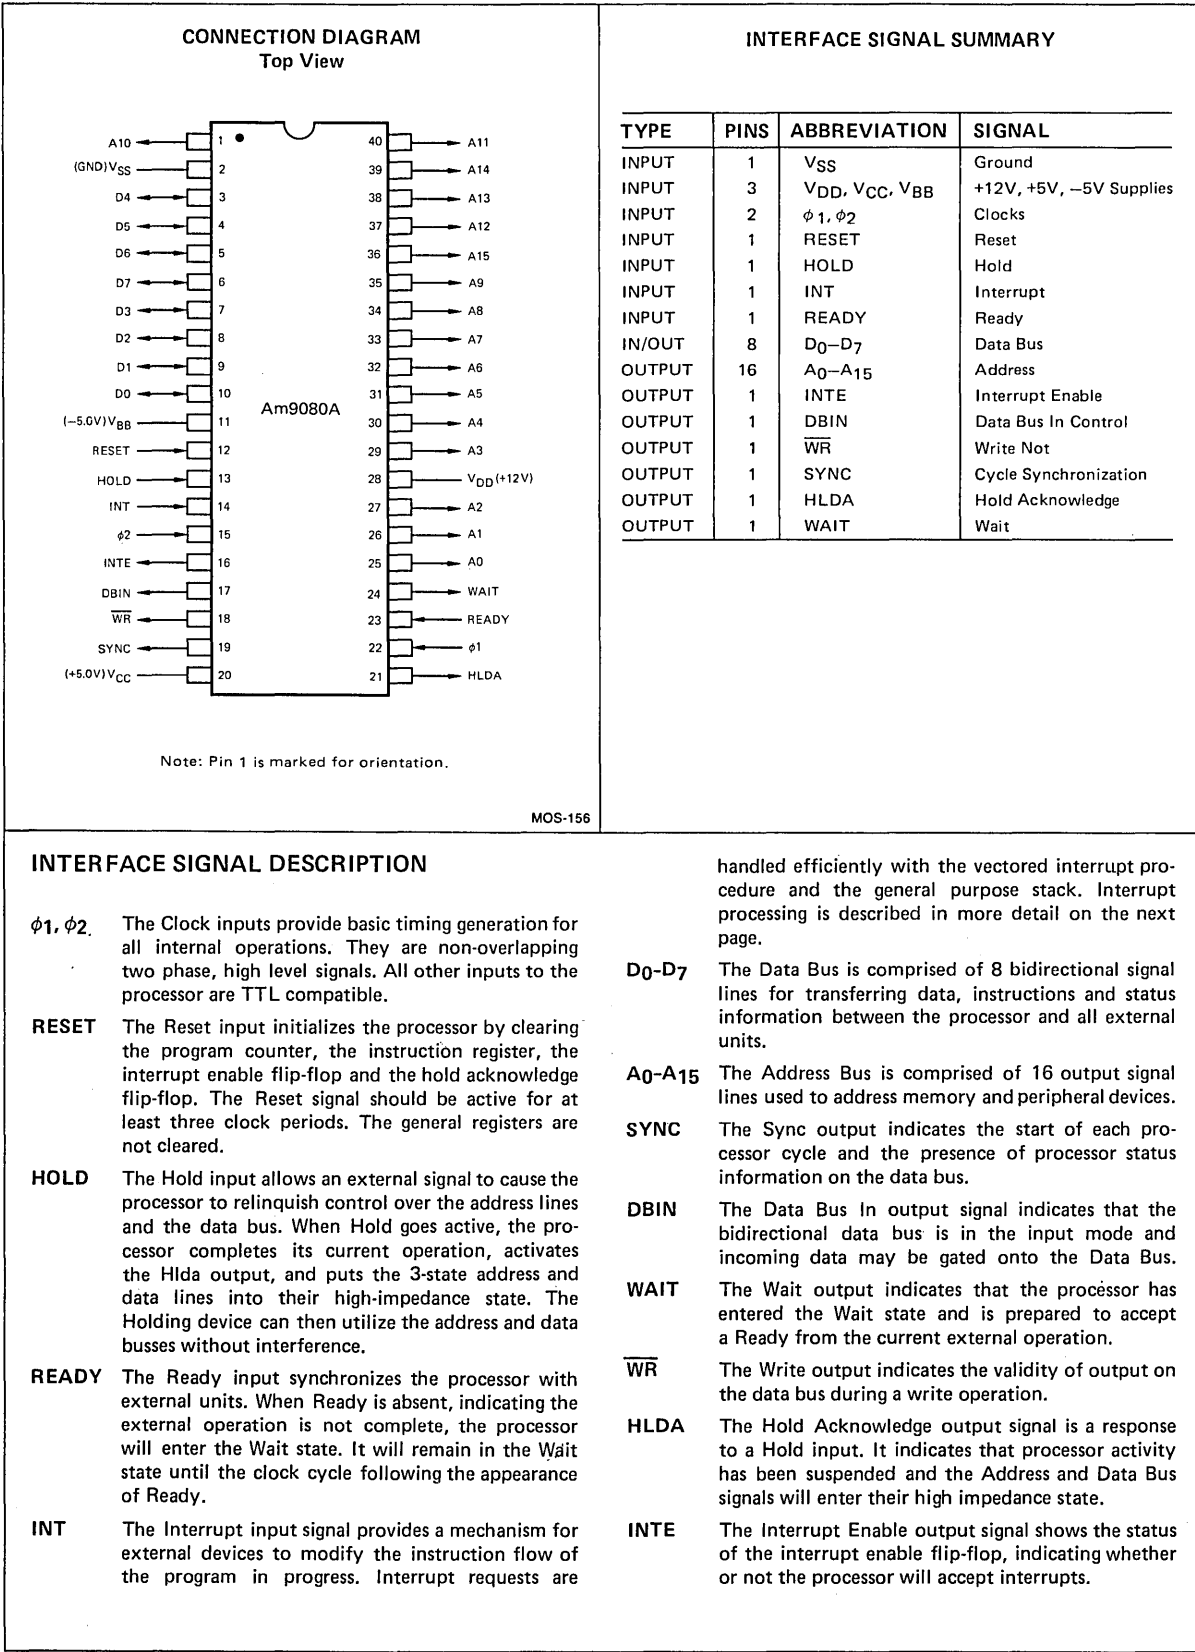 CONNECTION DIAGRAM
Top View
A10 1 40 A11
(GND)VSS 2 39 A14
D4 3 38 A13
D5 4 37 A12
D6 5 36 A15
D7 6 35 A9
D3 7 34 A8
D2 8 33 A7
D1 9 32 A6
D0 10 31 A5
Am9080A
(−5.0V)VBB 11 30 A4
RESET 12 29 A3
HOLD 13 28 VDD(+12V)
INT 14 27 A2
ϕ2 15 26 A1
INTE 16 25 A0
DBIN 17 24 WAIT
W̅R̅ 18 23 READY
SYNC 19 22 ϕ1
(+5.0V)VCC 20 21 HLDA
Note: Pin 1 is marked for orientation.
MOS-156
INTERFACE SIGNAL SUMMARY
TYPE PINS ABBREVIATION SIGNAL
INPUT 1 VSS Ground
INPUT 3 VDD, VCC, VBB +12V, +5V, −5V Supplies
INPUT 2 ϕ1, ϕ2 Clocks
INPUT 1 RESET Reset
INPUT 1 HOLD Hold
INPUT 1 INT Interrupt
INPUT 1 READY Ready
IN/OUT 8 D0−D7 Data Bus
OUTPUT 16 A0−A15 Address
OUTPUT 1 INTE Interrupt Enable
OUTPUT 1 DBIN Data Bus In Control
OUTPUT 1 W̅R̅ Write Not
OUTPUT 1 SYNC Cycle Synchronization
OUTPUT 1 HLDA Hold Acknowledge
OUTPUT 1 WAIT Wait
INTERFACE SIGNAL DESCRIPTION
ϕ1, ϕ2 The Clock inputs provide basic timing generation for
all internal operations. They are non-overlapping
two phase, high level signals. All other inputs to the
processor are TTL compatible.
RESET The Reset input initializes the processor by clearing
the program counter, the instruction register, the
interrupt enable flip-flop and the hold acknowledge
flip-flop. The Reset signal should be active for at
least three clock periods. The general registers are
not cleared.
HOLD The Hold input allows an external signal to cause the
processor to relinquish control over the address lines
and the data bus. When Hold goes active, the pro-
cessor completes its current operation, activates
the Hlda output, and puts the 3-state address and
data lines into their high-impedance state. The
Holding device can then utilize the address and data
busses without interference.
READY The Ready input synchronizes the processor with
external units. When Ready is absent, indicating the
external operation is not complete, the processor
will enter the Wait state. It will remain in the Wait
state until the clock cycle following the appearance
of Ready.
INT The Interrupt input signal provides a mechanism for
external devices to modify the instruction flow of
the program in progress. Interrupt requests are
handled efficiently with the vectored interrupt pro-
cedure and the general purpose stack. Interrupt
processing is described in more detail on the next
page.
D0-D7 The Data Bus is comprised of 8 bidirectional signal
lines for transferring data, instructions and status
information between the processor and all external
units.
A0-A15 The Address Bus is comprised of 16 output signal
lines used to address memory and peripheral devices.
SYNC The Sync output indicates the start of each pro-
cessor cycle and the presence of processor status
information on the data bus.
DBIN The Data Bus In output signal indicates that the
bidirectional data bus is in the input mode and
incoming data may be gated onto the Data Bus.
WAIT The Wait output indicates that the processor has
entered the Wait state and is prepared to accept
a Ready from the current external operation.
W̅R̅ The Write output indicates the validity of output on
the data bus during a write operation.
HLDA The Hold Acknowledge output signal is a response
to a Hold input. It indicates that processor activity
has been suspended and the Address and Data Bus
signals will enter their high impedance state.
INTE The Interrupt Enable output signal shows the status
of the interrupt enable flip-flop, indicating whether
or not the processor will accept interrupts.